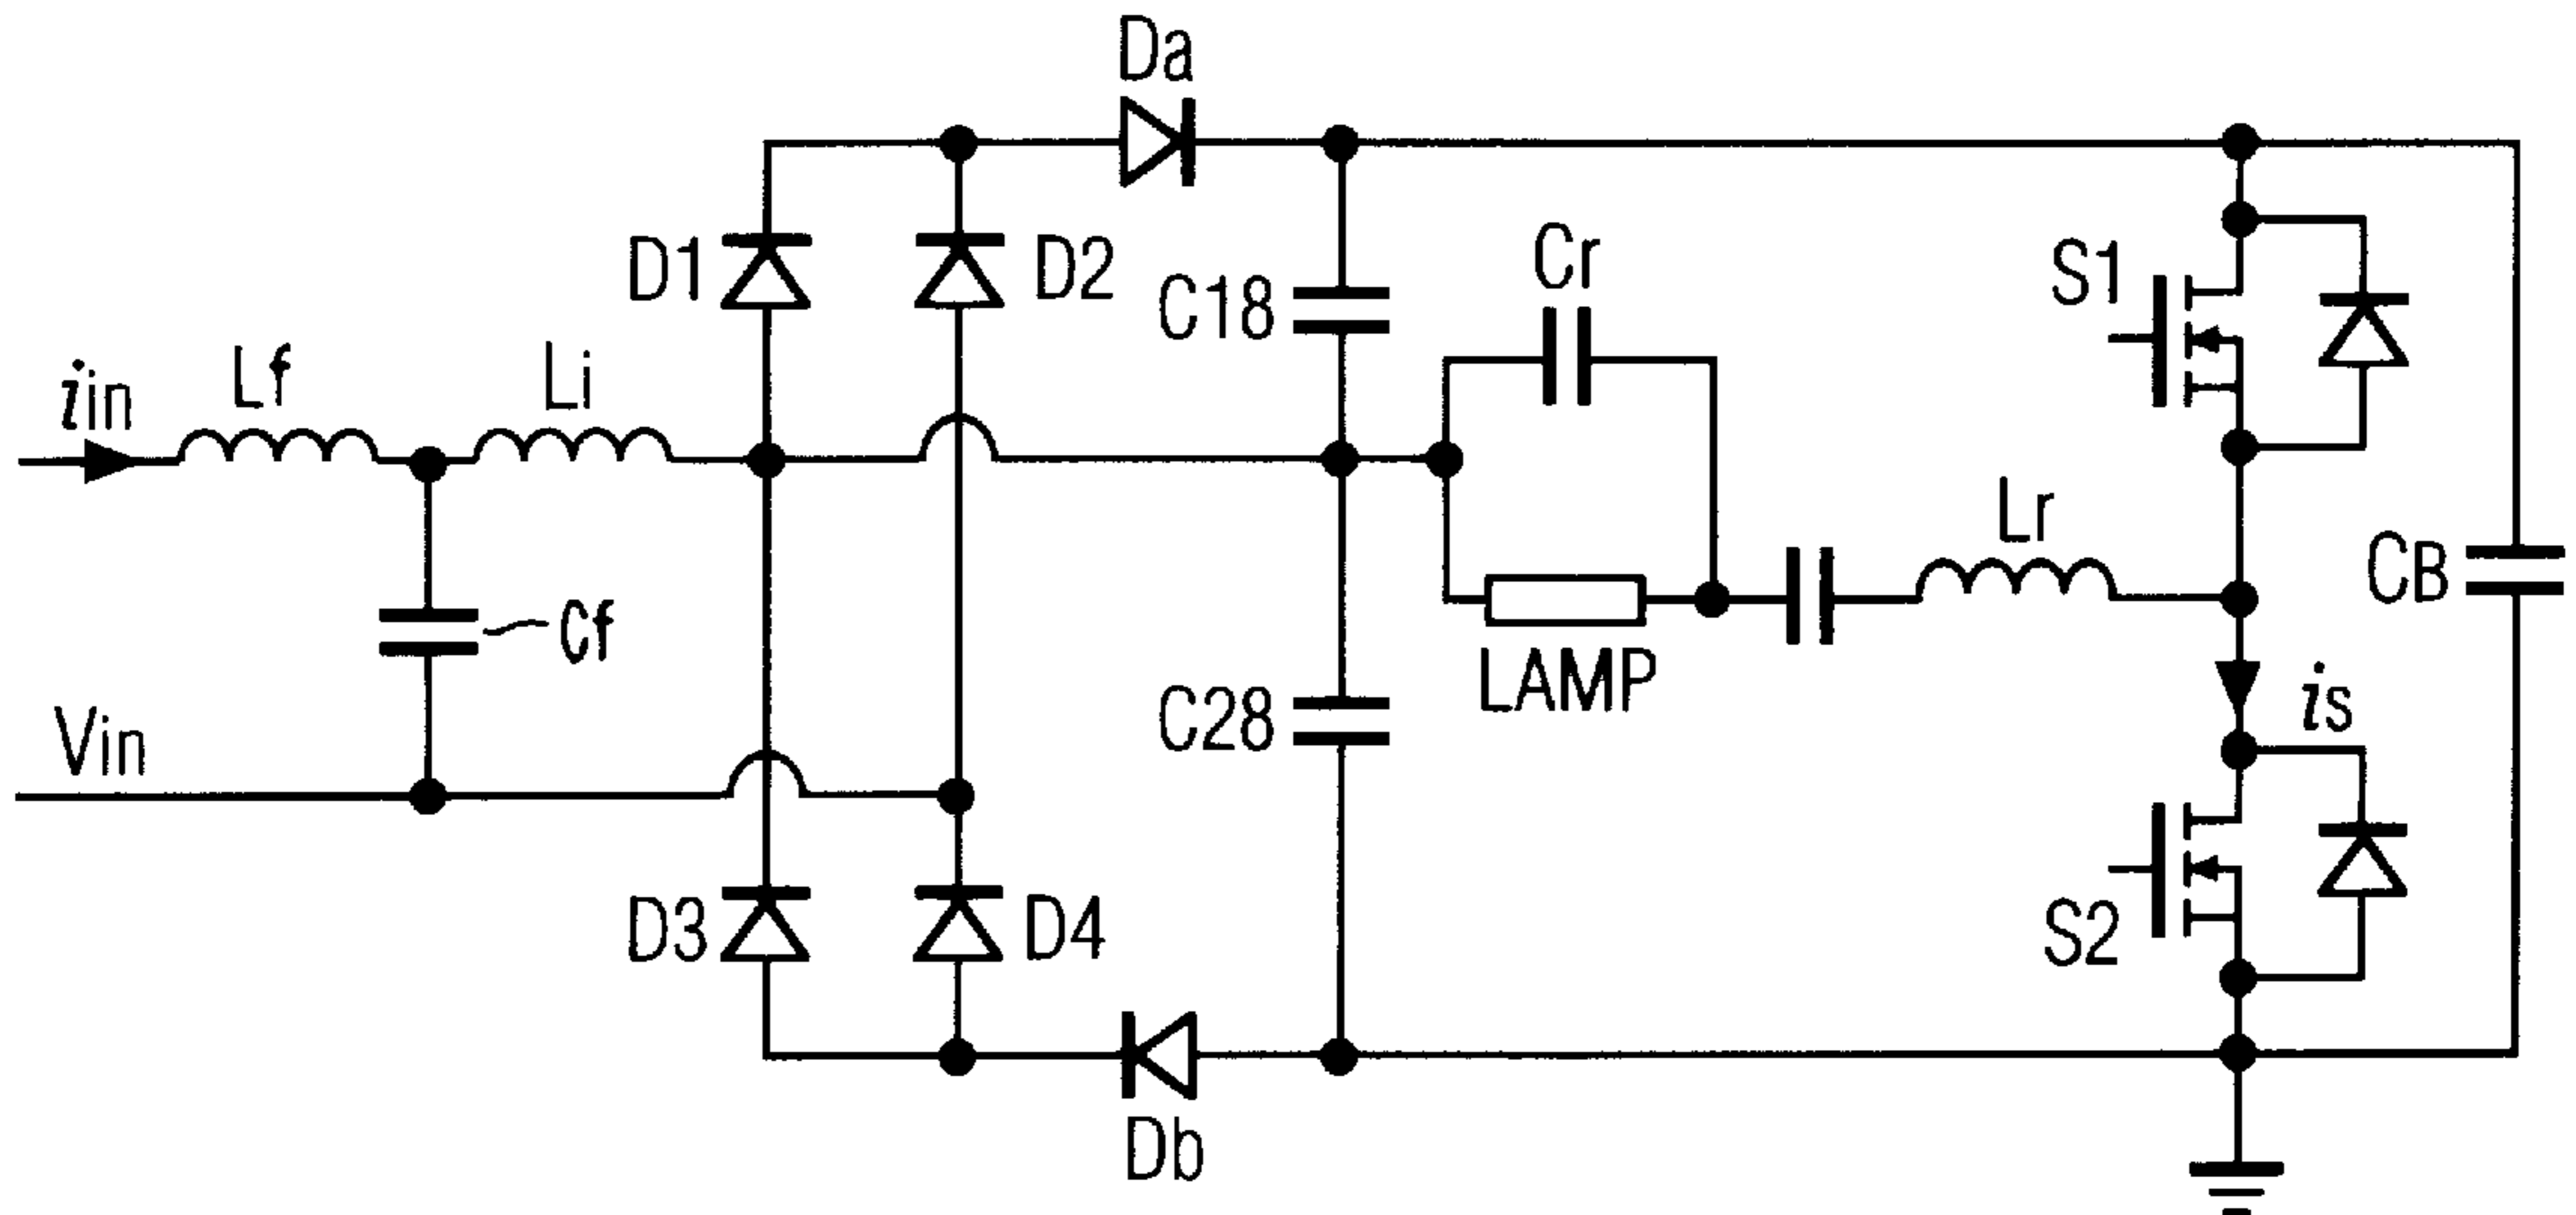 Da
D1
D2
Cr
S1
C18
Lf
Li
iin
Lr
CB
Cf
LAMP
C28
is
Vin
D3
D4
S2
Db